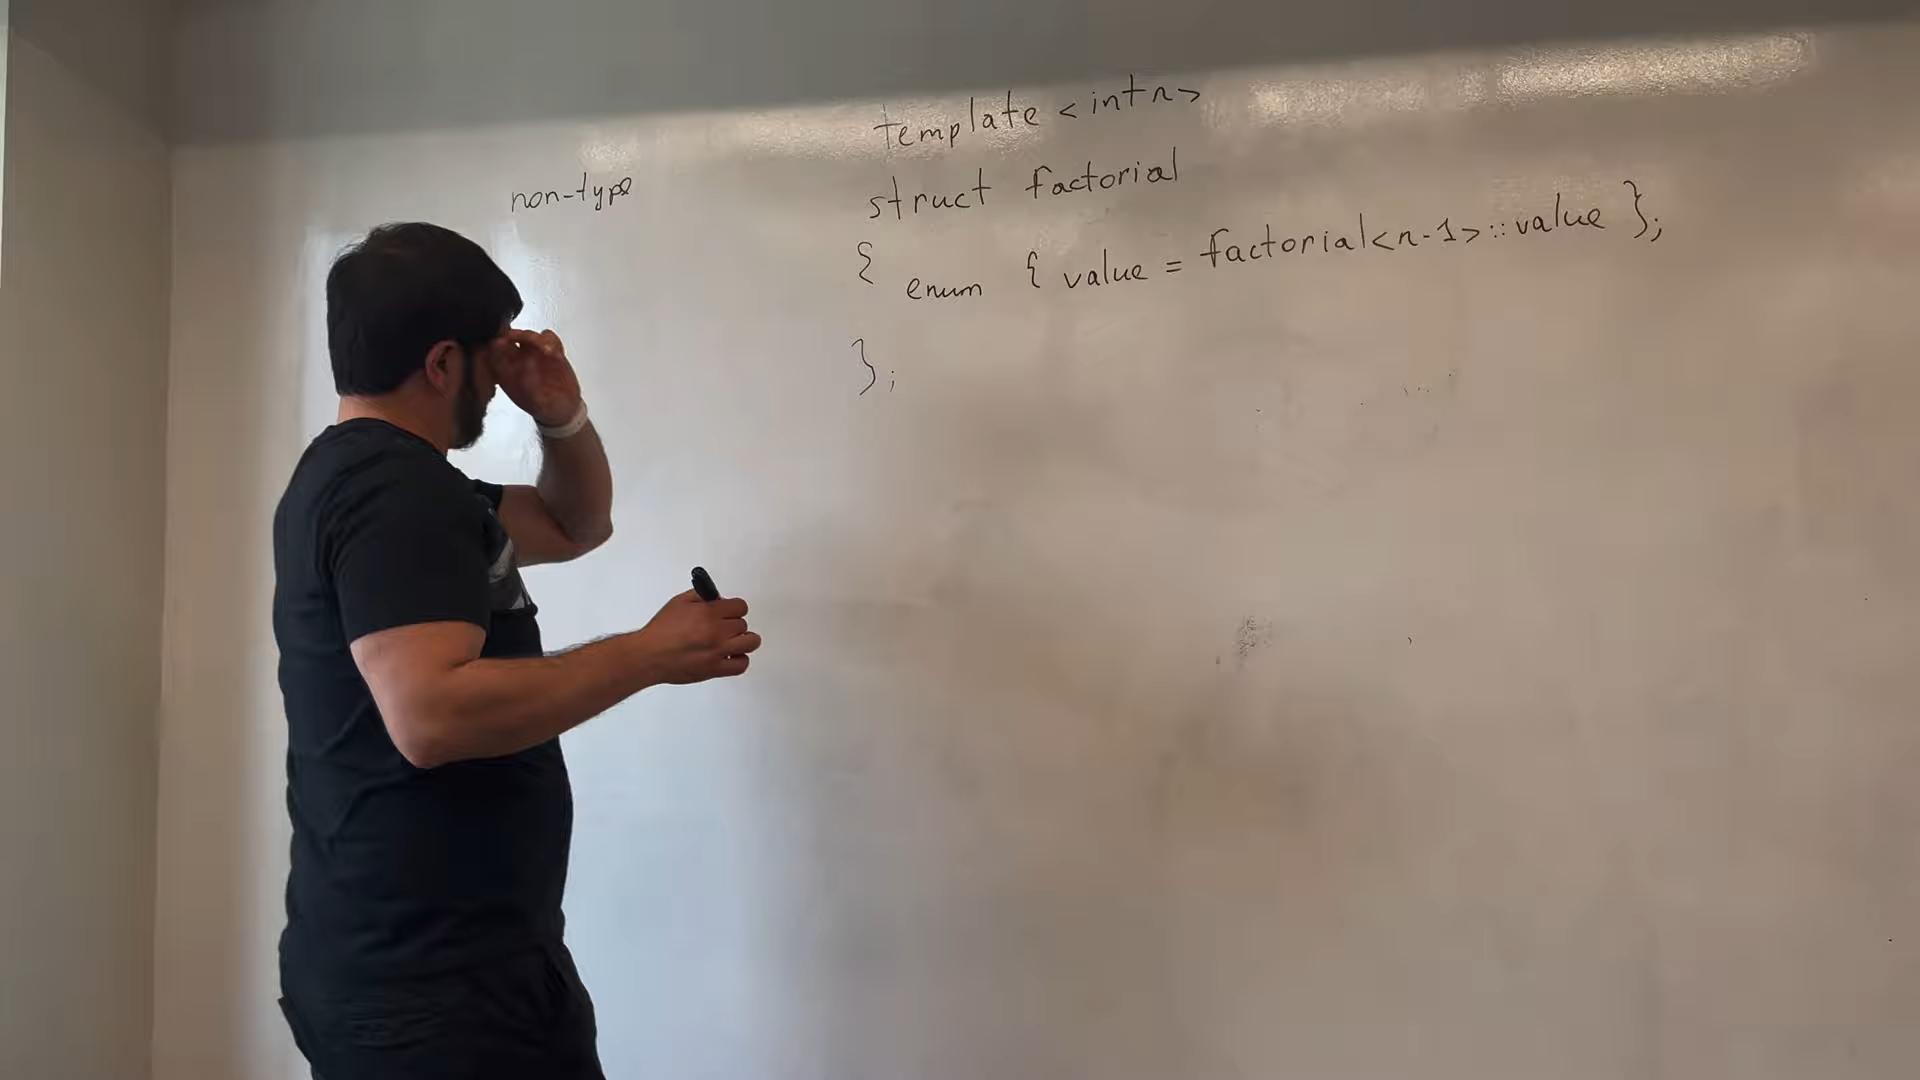 template <int n>
non-type
struct factorial
{ enum { value = factorial<n-1>::value };
};